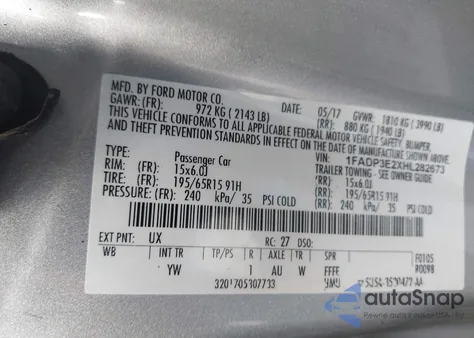 MFD. BY FORD MOTOR CO.
DATE: 05/17 GVWR: 1810 KG ( 3990 LB)
GAWR: (FR): 972 KG ( 2143 LB) (RR): 880 KG ( 1940 LB)
THIS VEHICLE CONFORMS TO ALL APPLICABLE FEDERAL MOTOR VEHICLE SAFETY, BUMPER,
AND THEFT PREVENTION STANDARDS IN EFFECT ON THE DATE OF MANUFACTURE SHOWN ABOVE.
VIN: 1FADP3E2XHL282673
TYPE: Passenger Car TRAILER TOWING - SEE OWNER GUIDE
RIM: (FR): 15x6.0J (RR): 15x6.0J
TIRE: (FR): 195/65R15 91H (RR): 195/65R15 91H
PRESSURE: (FR): 240 kPa/ 35 PSI COLD (RR): 240 kPa/ 35 PSI COLD
EXT PNT: UX RC: 27 DSO: F0105
WB INT TR TP/PS R AXLE TR SPR R0098
YW 1 AU W FFFF
3201705307733
autoSnap